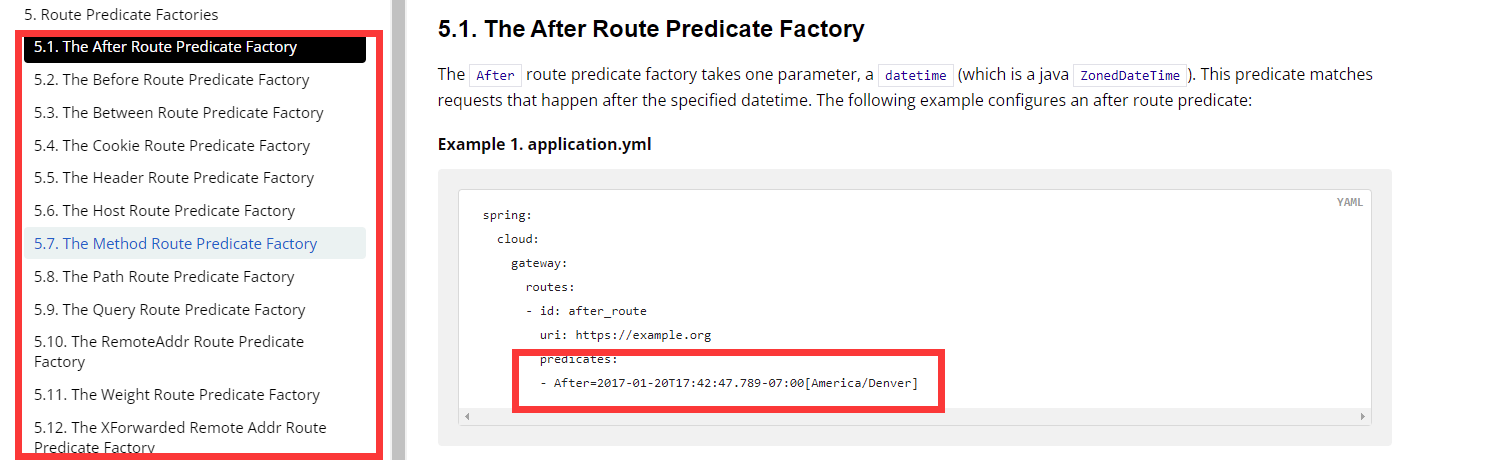 5. Route Predicate Factories
5.1. The After Route Predicate Factory
5.2. The Before Route Predicate Factory
5.3. The Between Route Predicate Factory
5.4. The Cookie Route Predicate Factory
5.5. The Header Route Predicate Factory
5.6. The Host Route Predicate Factory
5.7. The Method Route Predicate Factory
5.8. The Path Route Predicate Factory
5.9. The Query Route Predicate Factory
5.10. The RemoteAddr Route Predicate
Factory
5.11. The Weight Route Predicate Factory
5.12. The XForwarded Remote Addr Route
Predicate Factory
5.1. The After Route Predicate Factory
The After route predicate factory takes one parameter, a datetime (which is a java ZonedDateTime). This predicate matches
requests that happen after the specified datetime. The following example configures an after route predicate:
Example 1. application.yml
YAML
spring:
  cloud:
    gateway:
      routes:
      - id: after_route
        uri: https://example.org
        predicates:
        - After=2017-01-20T17:42:47.789-07:00[America/Denver]